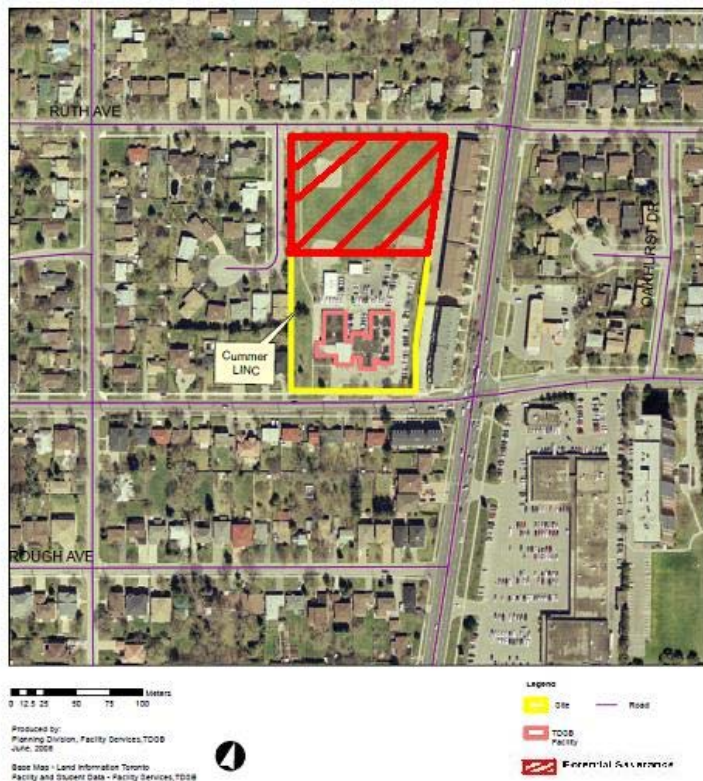 RUTH AVE
OAKHURST DR
Cummer
LINC
ROUGH AVE
Meters
0 12.5 25 50 75 100
Produced by:
Planning Division, Facility Services,TDSB
June, 2008
Base Map - Land Information Toronto
Facility and Student Data - Facility Services,TDSB
Legend
Site
Road
TDSB
Facility
Potential Severance